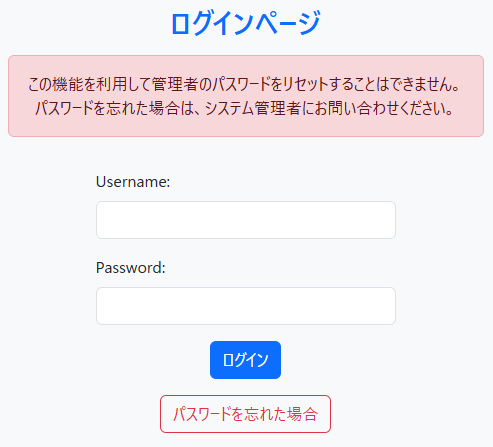 ログインページ
この機能を利用して管理者のパスワードをリセットすることはできません。
パスワードを忘れた場合は、システム管理者にお問い合わせください。
Username:
Password:
ログイン
パスワードを忘れた場合